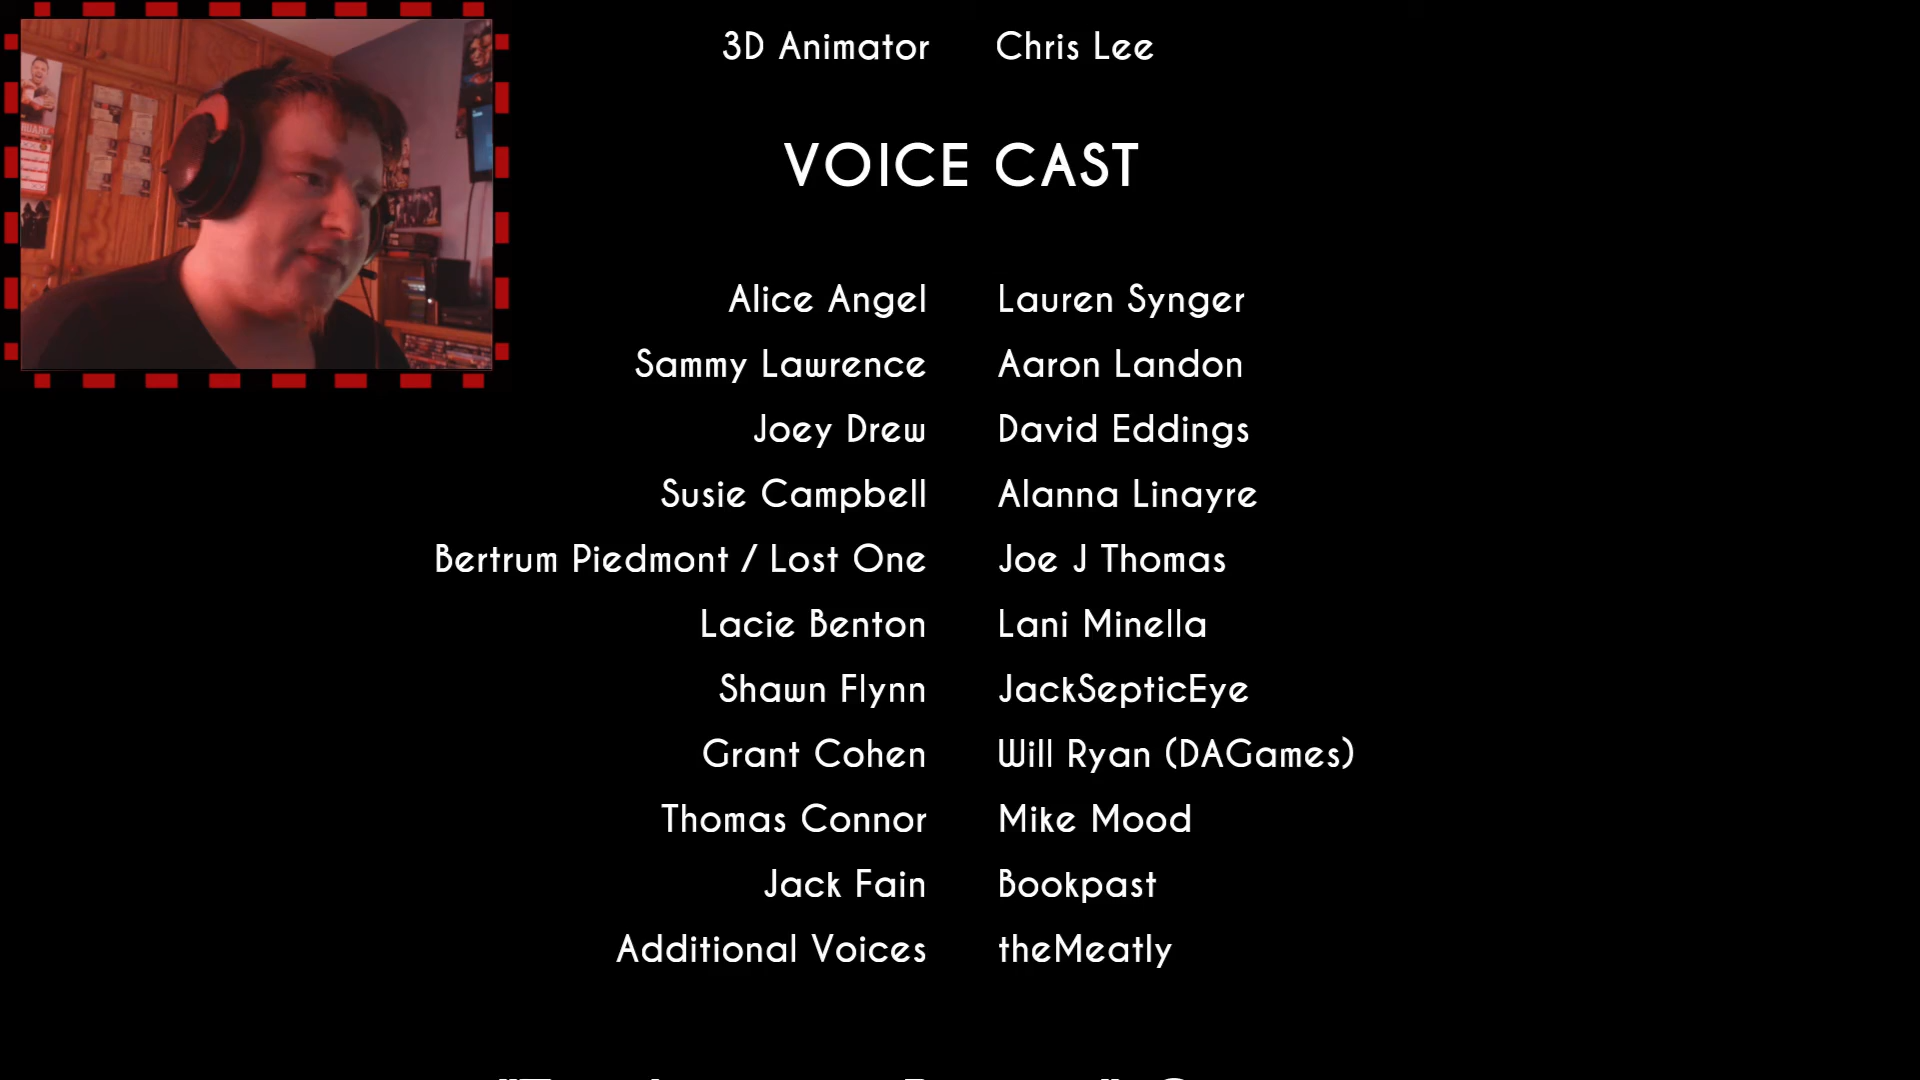 3D Animator Chris Lee
VOICE CAST
Alice Angel Lauren Synger
Sammy Lawrence Aaron Landon
Joey Drew David Eddings
Susie Campbell Alanna Linayre
Bertrum Piedmont / Lost One Joe J Thomas
Lacie Benton Lani Minella
Shawn Flynn JackSepticEye
Grant Cohen Will Ryan (DAGames)
Thomas Connor Mike Mood
Jack Fain Bookpast
Additional Voices theMeatly